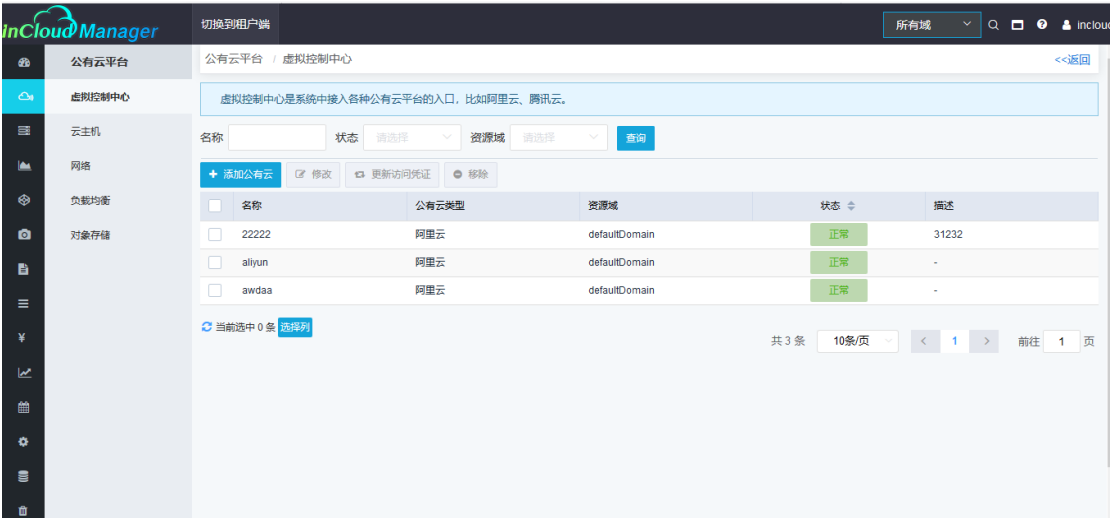 inCloud Manager 切换到租户端 所有域 incloud
公有云平台
虚拟控制中心
云主机
网络
负载均衡
对象存储
公有云平台 / 虚拟控制中心 <<返回
虚拟控制中心是系统中接入各种公有云平台的入口，比如阿里云、腾讯云。
名称 状态 请选择 资源域 请选择 查询
添加公有云 修改 更新访问凭证 移除
名称 公有云类型 资源域 状态 描述
22222 阿里云 defaultDomain 正常 31232
aliyun 阿里云 defaultDomain 正常 -
awdaa 阿里云 defaultDomain 正常 -
当前选中 0 条 选择列
共 3 条 10条/页 < 1 > 前往 1 页